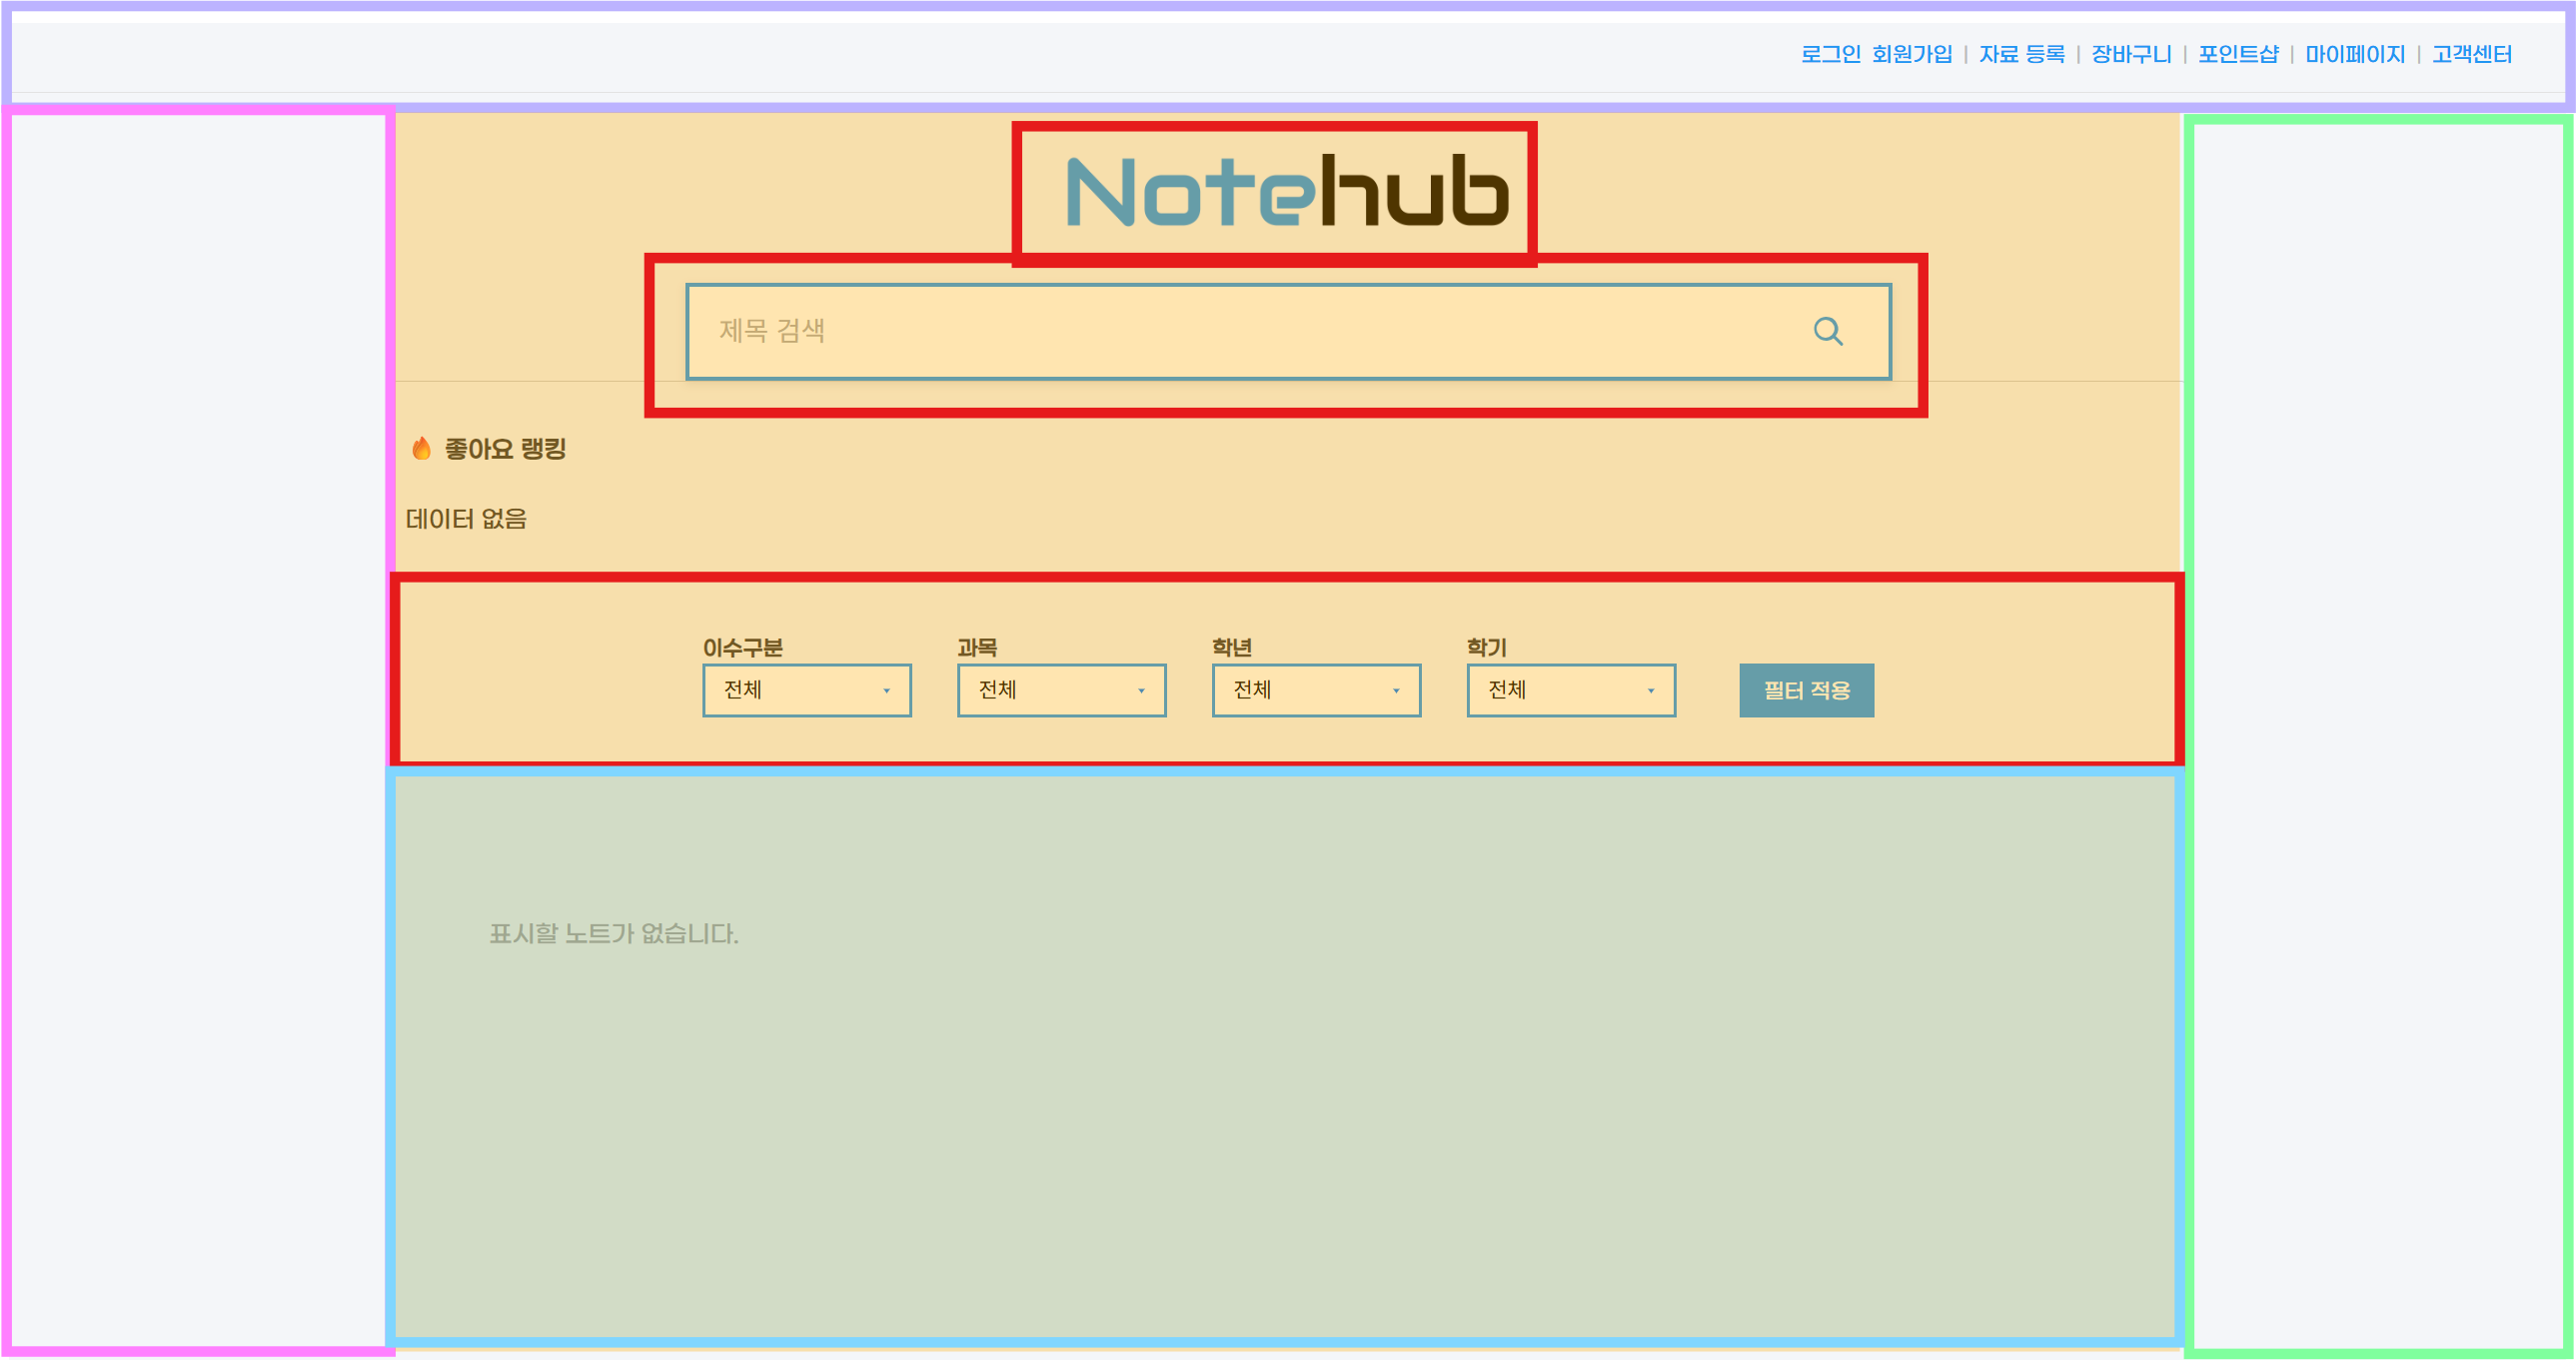 로그인 회원가입 | 자료 등록 | 장바구니 | 포인트샵 | 마이페이지 | 고객센터
Notehub
제목 검색
🔥 좋아요 랭킹
데이터 없음
이수구분 과목 학년 학기
전체 전체 전체 전체 필터 적용
표시할 노트가 없습니다.